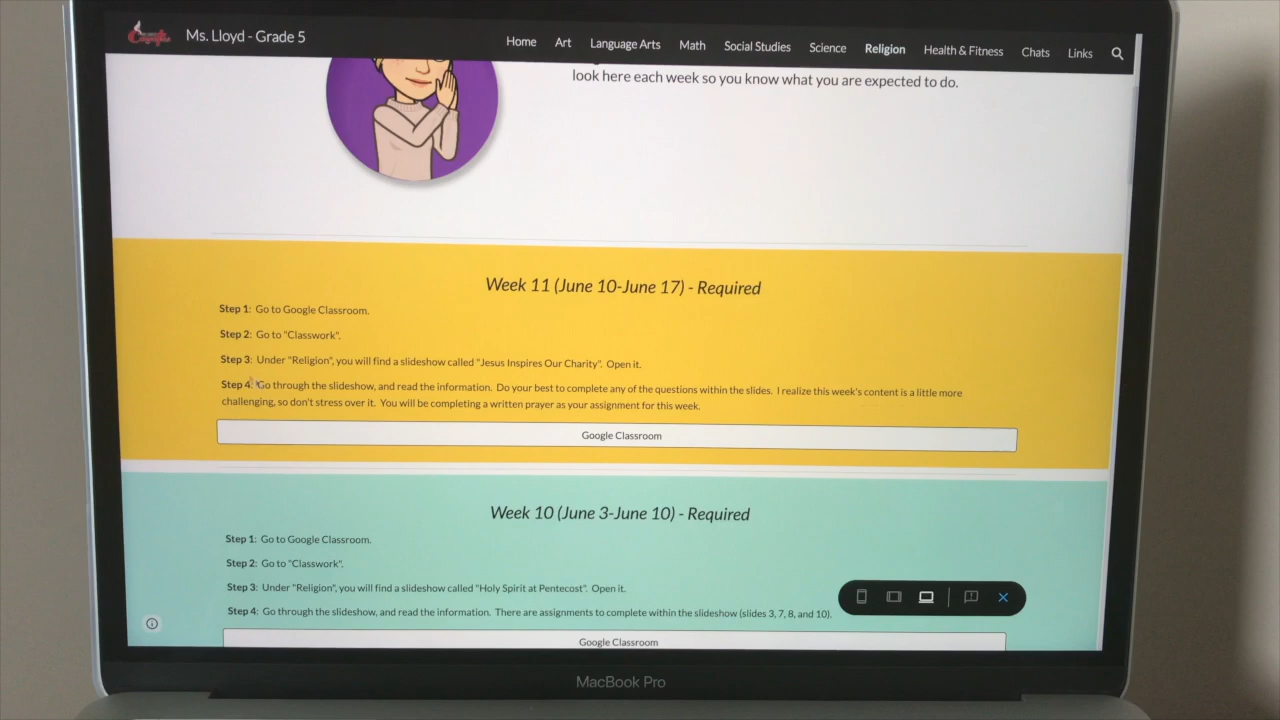 Ms. Lloyd - Grade 5
Home Art Language Arts Math Social Studies Science Religion Health & Fitness Chats Links
look here each week so you know what you are expected to do.
Week 11 (June 10-June 17) - Required
Step 1: Go to Google Classroom.
Step 2: Go to "Classwork".
Step 3: Under "Religion", you will find a slideshow called "Jesus Inspires Our Charity". Open it.
Step 4: Go through the slideshow, and read the information. Do your best to complete any of the questions within the slides. I realize this week's content is a little more
challenging, so don't stress over it. You will be completing a written prayer as your assignment for this week.
Google Classroom
Week 10 (June 3-June 10) - Required
Step 1: Go to Google Classroom.
Step 2: Go to "Classwork".
Step 3: Under "Religion", you will find a slideshow called "Holy Spirit at Pentecost". Open it.
Step 4: Go through the slideshow, and read the information. There are assignments to complete within the slideshow (slides 3, 7, 8, and 10).
Google Classroom
MacBook Pro